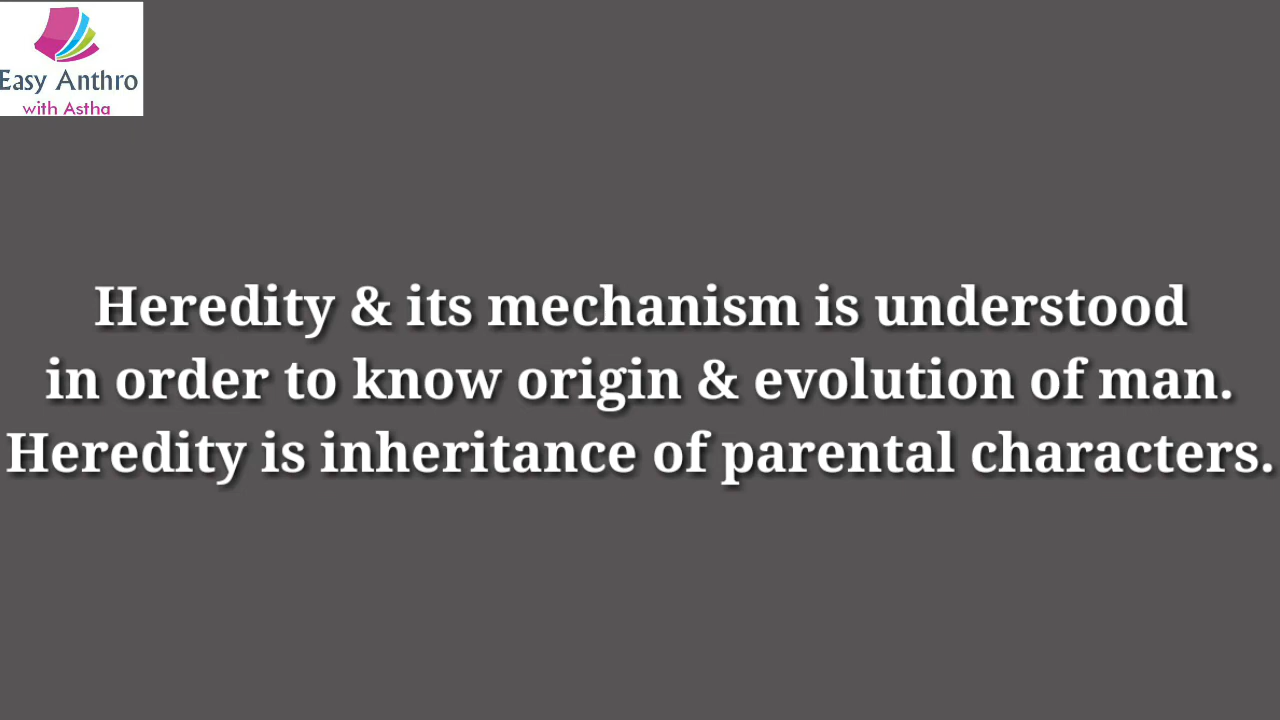 Easy Anthro
with Astha
Heredity & its mechanism is understood
in order to know origin & evolution of man.
Heredity is inheritance of parental characters.